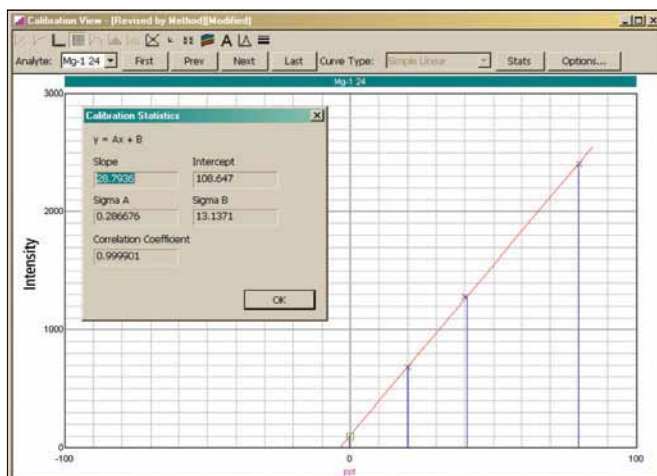 Calibration View - [Revised by Method][Modified]
Analyte: Mg-1 24 First Prev Next Last Curve Type: Simple Linear Stats Options...
Mg-1 24
3000
Calibration Statistics
y = Ax + B
Slope Intercept
28.7936 108.647
Sigma A Sigma B
0.286676 13.1371
Correlation Coefficient
0.999901
OK
2000
Intensity
1000
0
-100 0 100
ppt